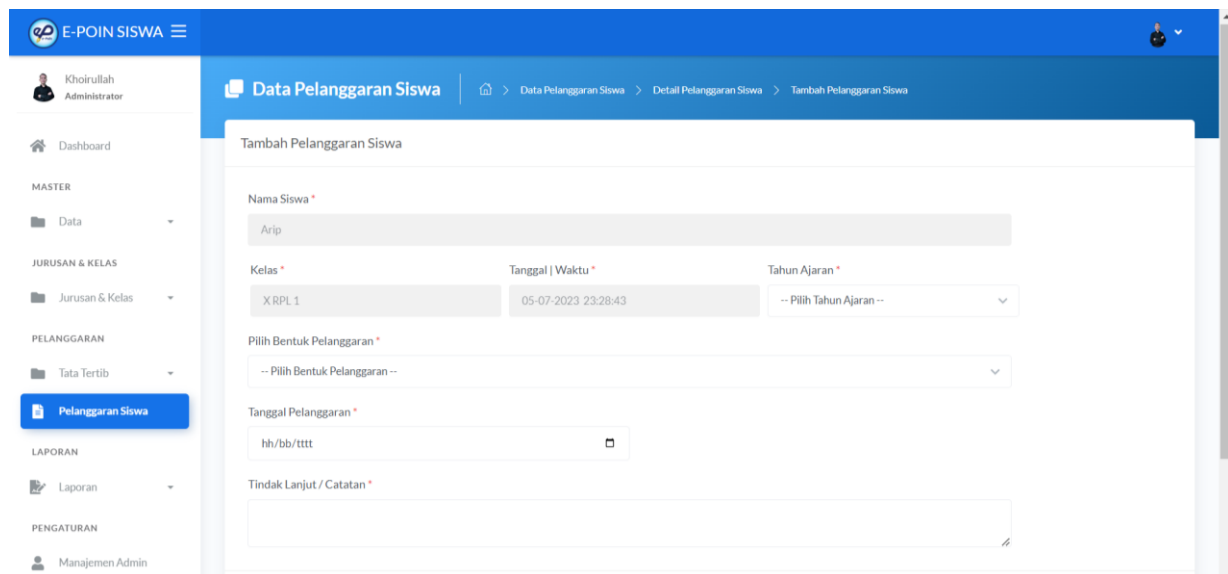 E-POIN SISWA
Khoirullah
Administrator
Dashboard
MASTER
Data
JURUSAN & KELAS
Jurusan & Kelas
PELANGGARAN
Tata Tertib
Pelanggaran Siswa
LAPORAN
Laporan
PENGATURAN
Manajemen Admin
Data Pelanggaran Siswa
> Data Pelanggaran Siswa > Detail Pelanggaran Siswa > Tambah Pelanggaran Siswa
Tambah Pelanggaran Siswa
Nama Siswa *
Arip
Kelas * Tanggal | Waktu * Tahun Ajaran *
X RPL 1 05-07-2023 23:28:43 -- Pilih Tahun Ajaran --
Pilih Bentuk Pelanggaran *
-- Pilih Bentuk Pelanggaran --
Tanggal Pelanggaran *
hh/bb/tttt
Tindak Lanjut / Catatan *